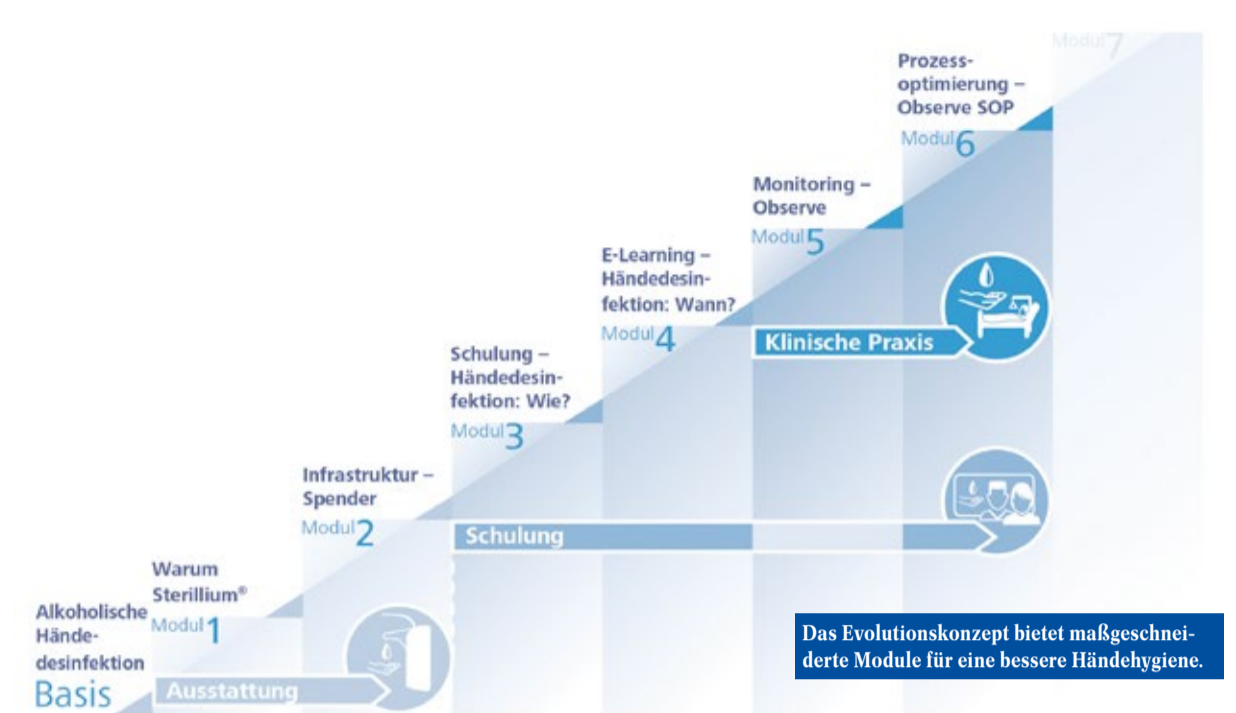 Modul 7
Prozess-
optimierung –
Observe SOP
Modul 6
Monitoring –
Observe
Modul 5
E-Learning –
Händedesin-
fektion: Wann?
Modul 4
Klinische Praxis
Schulung –
Händedesin-
fektion: Wie?
Modul 3
Infrastruktur –
Spender
Modul 2
Schulung
Warum
Sterillium®
Modul 1
Alkoholische
Hände-
desinfektion
Basis
Ausstattung
Das Evolutionskonzept bietet maßgeschnei-
derte Module für eine bessere Händehygiene.